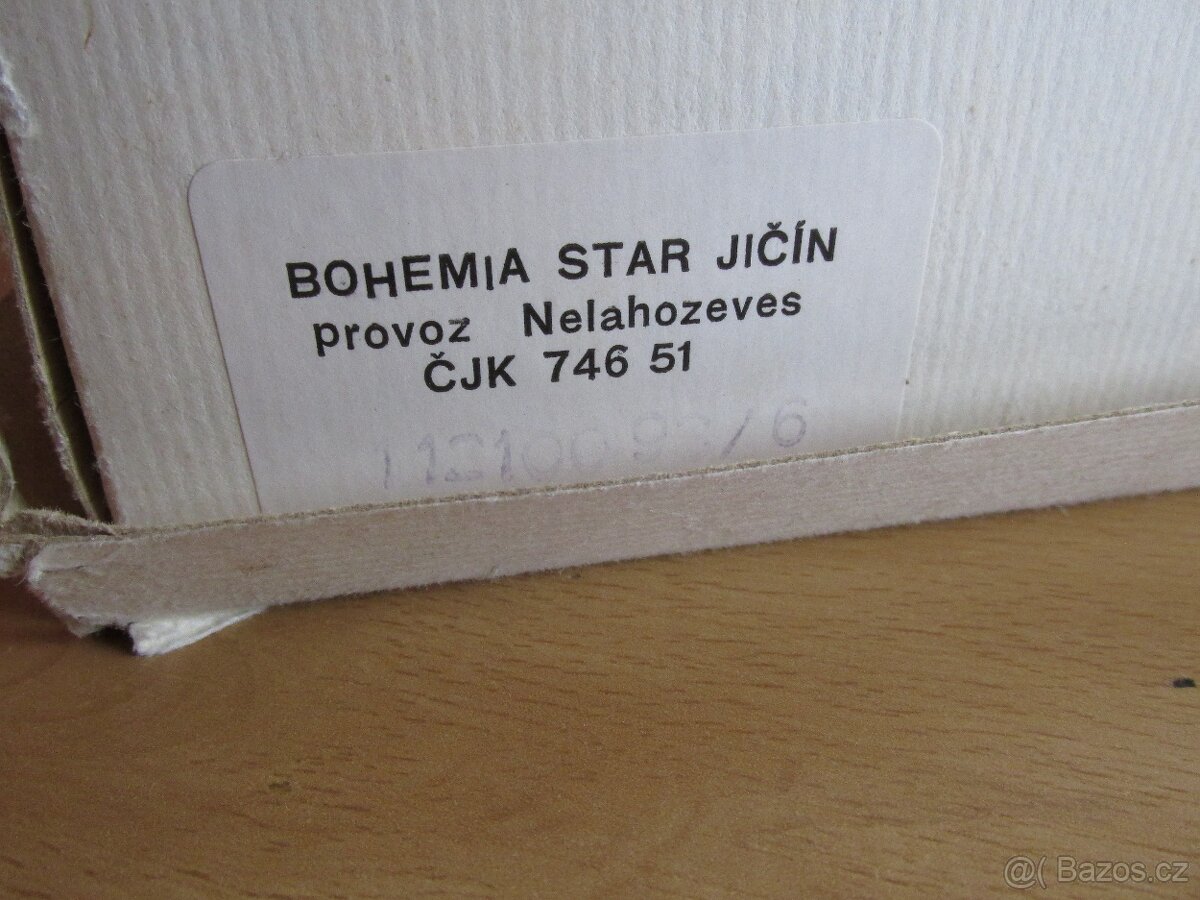 BOHEMIA STAR JIČÍN
provoz Nelahozeves
ČJK 746 51
@( Bazos.cz